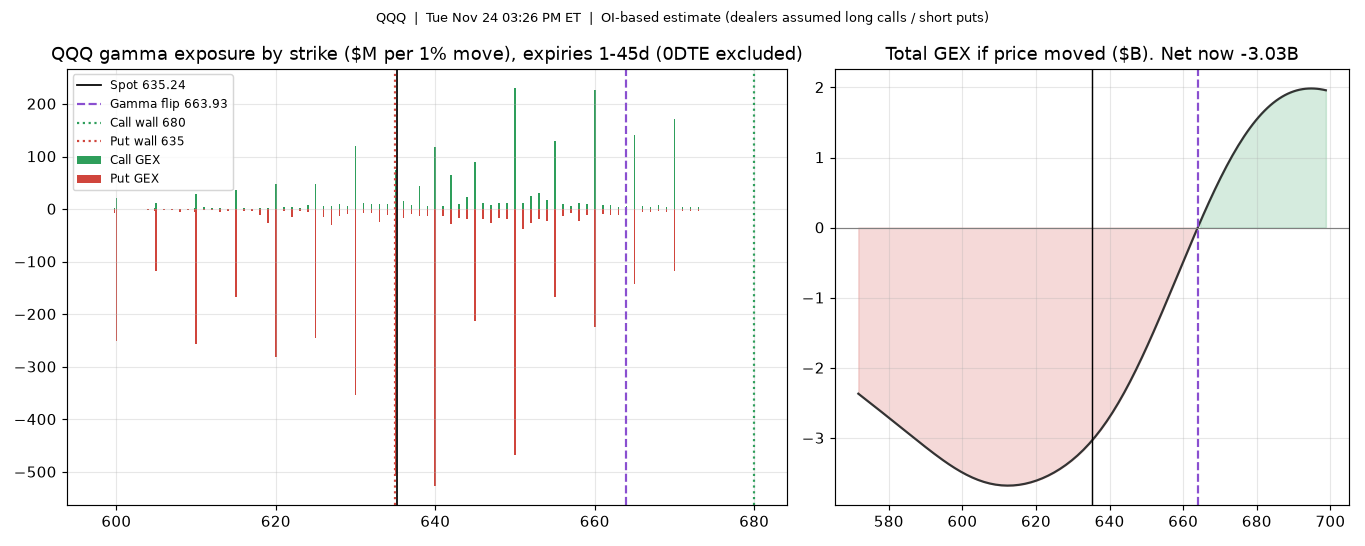 QQQ | Tue Nov 24 03:26 PM ET | OI-based estimate (dealers assumed long calls / short puts)
QQQ gamma exposure by strike ($M per 1% move), expiries 1-45d (0DTE excluded)
Spot 635.24
Gamma flip 663.93
Call wall 680
Put wall 635
Call GEX
Put GEX
200
100
0
−100
−200
−300
−400
−500
600
620
640
660
680
Total GEX if price moved ($B). Net now -3.03B
2
1
0
−1
−2
−3
580
600
620
640
660
680
700